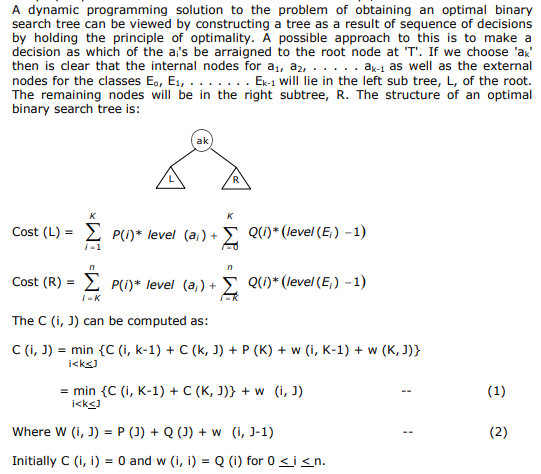 A dynamic programming solution to the problem of obtaining an optimal binary
search tree can be viewed by constructing a tree as a result of sequence of decisions
by holding the principle of optimality. A possible approach to this is to make a
decision as which of the aᵢ's be arraigned to the root node at 'T'. If we choose 'aₖ'
then is clear that the internal nodes for a₁, a₂, . . . . . aₖ₋₁ as well as the external
nodes for the classes Eₒ, E₁, . . . . . . . Eₖ₋₁ will lie in the left sub tree, L, of the root.
The remaining nodes will be in the right subtree, R. The structure of an optimal
binary search tree is:
ak
L R
Cost (L) = ∑ᵢ₌₁ᴷ P(i)* level (aᵢ) + ∑ᵢ₌₀ᴷ Q(i)* (level (Eᵢ) − 1)
Cost (R) = ∑ᵢ₌ₖⁿ P(i)* level (aᵢ) + ∑ᵢ₌ₖⁿ Q(i)* (level (Eᵢ) − 1)
The C (i, J) can be computed as:
C (i, J) = min {C (i, k-1) + C (k, J) + P (K) + w (i, K-1) + w (K, J)}
i<k≤J
= min {C (i, K-1) + C (K, J)} + w (i, J) -- (1)
i<k≤J
Where W (i, J) = P (J) + Q (J) + w (i, J-1) -- (2)
Initially C (i, i) = 0 and w (i, i) = Q (i) for 0 ≤ i ≤ n.